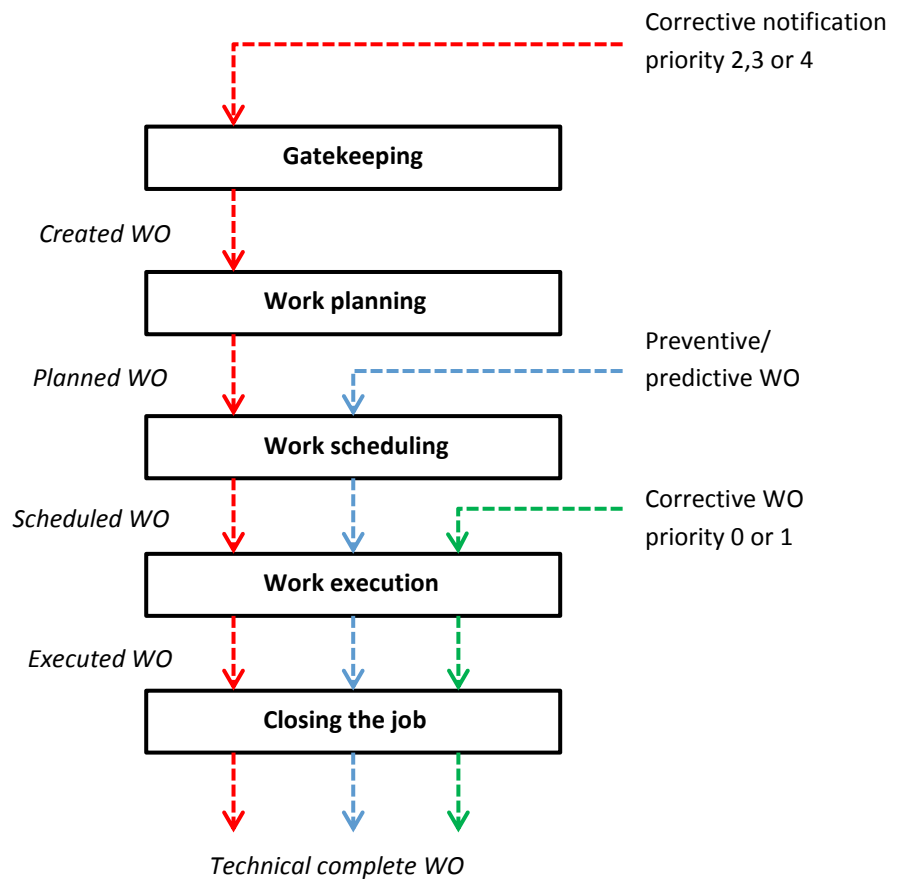 Corrective notification
priority 2,3 or 4
Gatekeeping
Created WO
Work planning
Preventive/
predictive WO
Planned WO
Work scheduling
Corrective WO
priority 0 or 1
Scheduled WO
Work execution
Executed WO
Closing the job
Technical complete WO